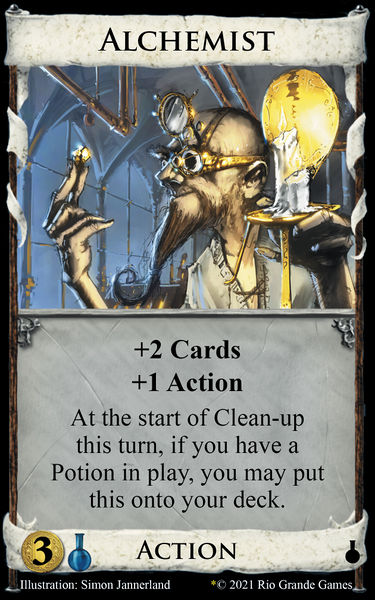 ALCHEMIST
+2 Cards
+1 Action
At the start of Clean-up
this turn, if you have a
Potion in play, you may put
this onto your deck.
3 ACTION
Illustration: Simon Jannerland *© 2021 Rio Grande Games